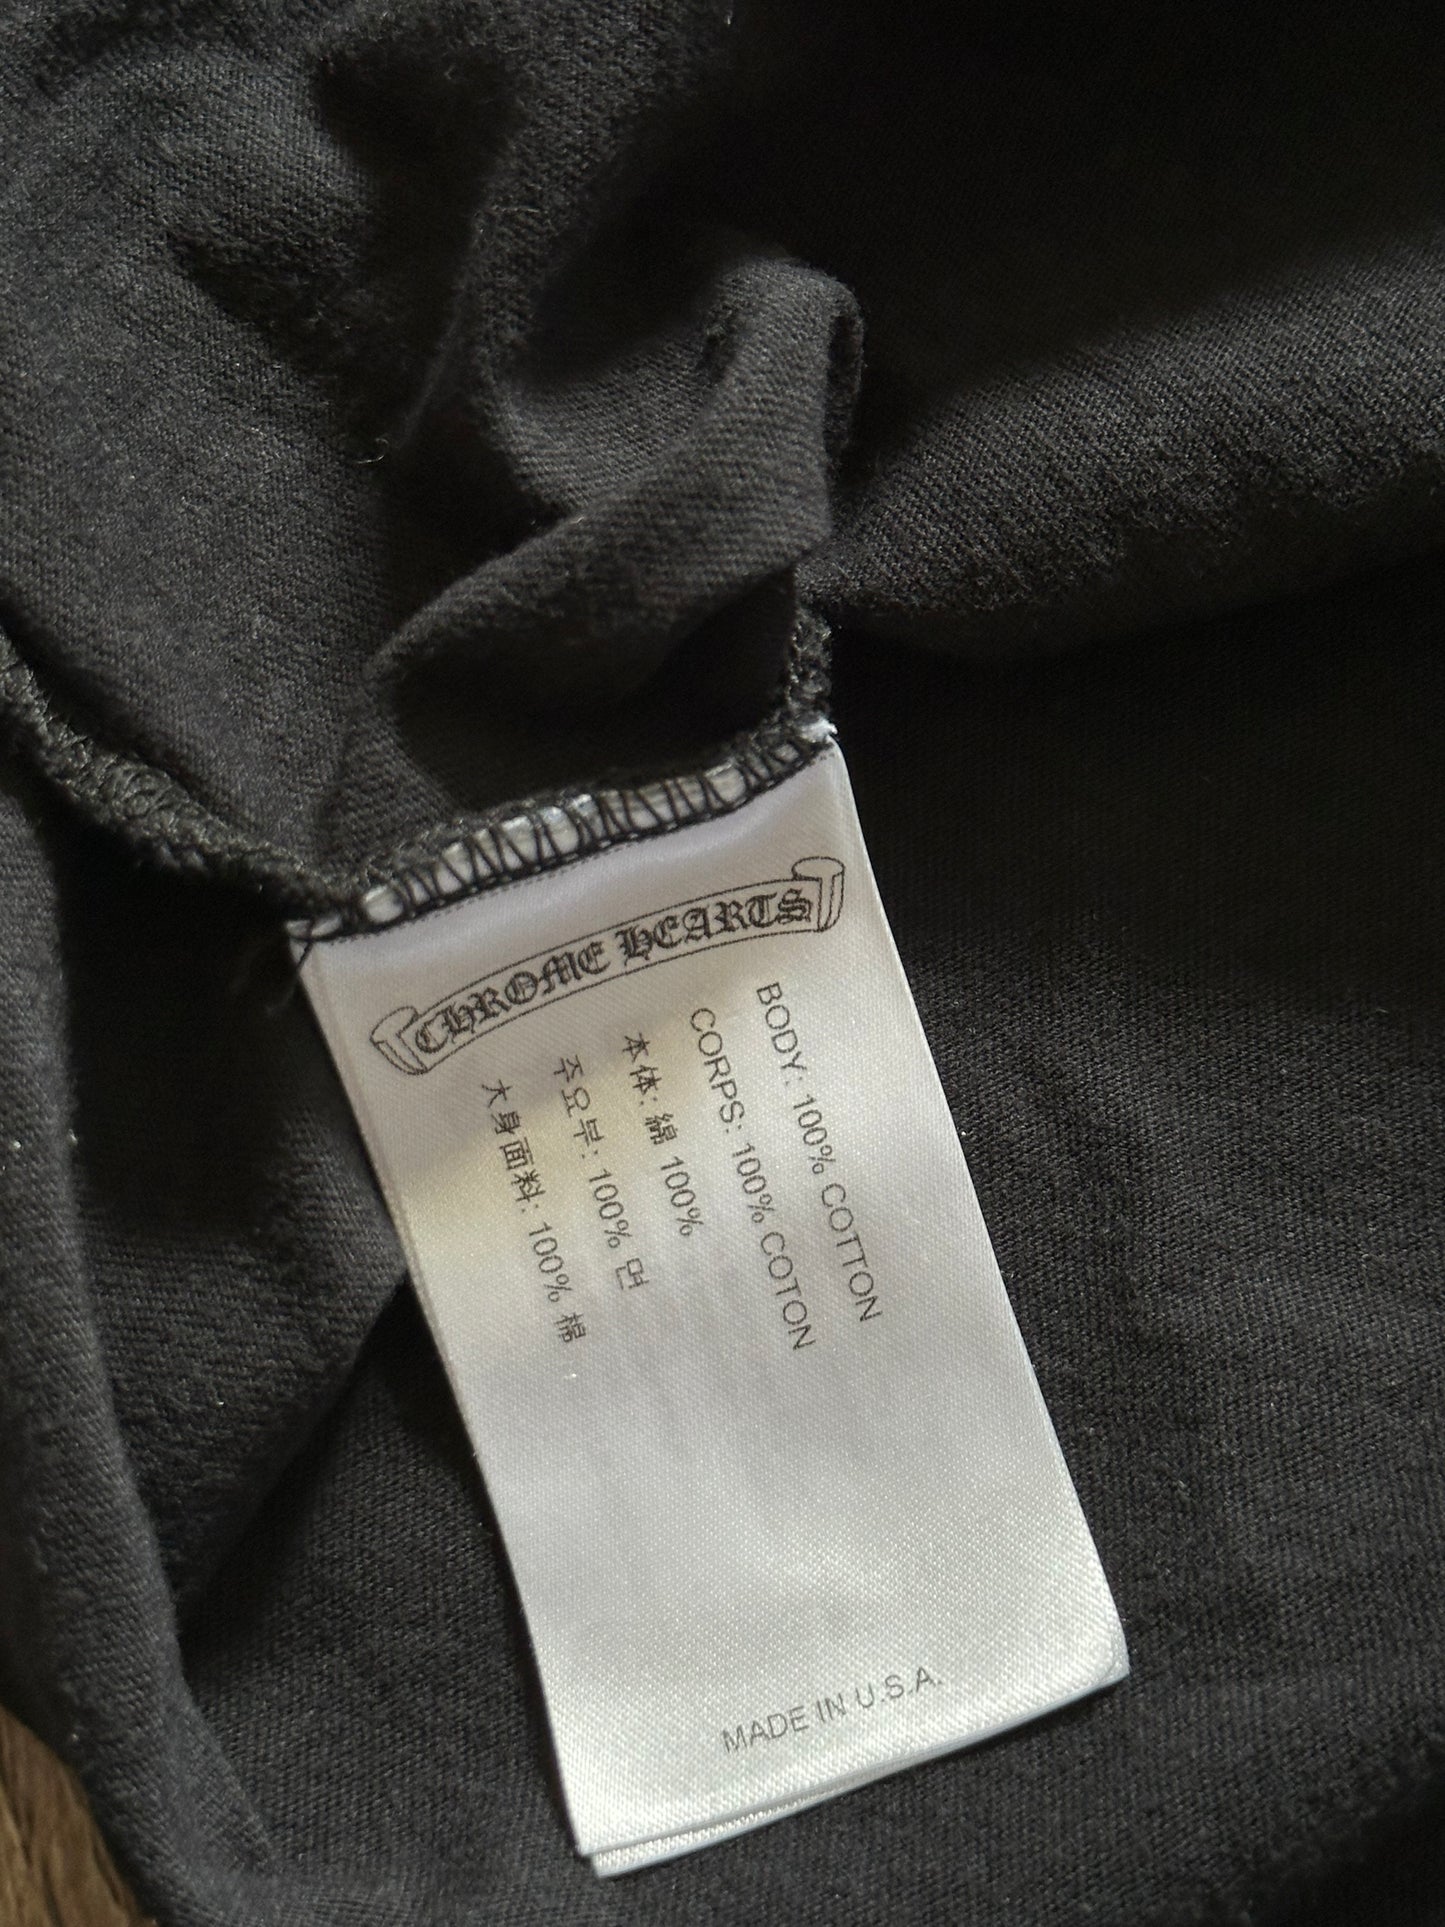 CHROME HEARTS
BODY: 100% COTTON
CORPS: 100% COTON
本体: 綿 100%
주요부: 100% 면
大身面料: 100% 棉
MADE IN U.S.A.